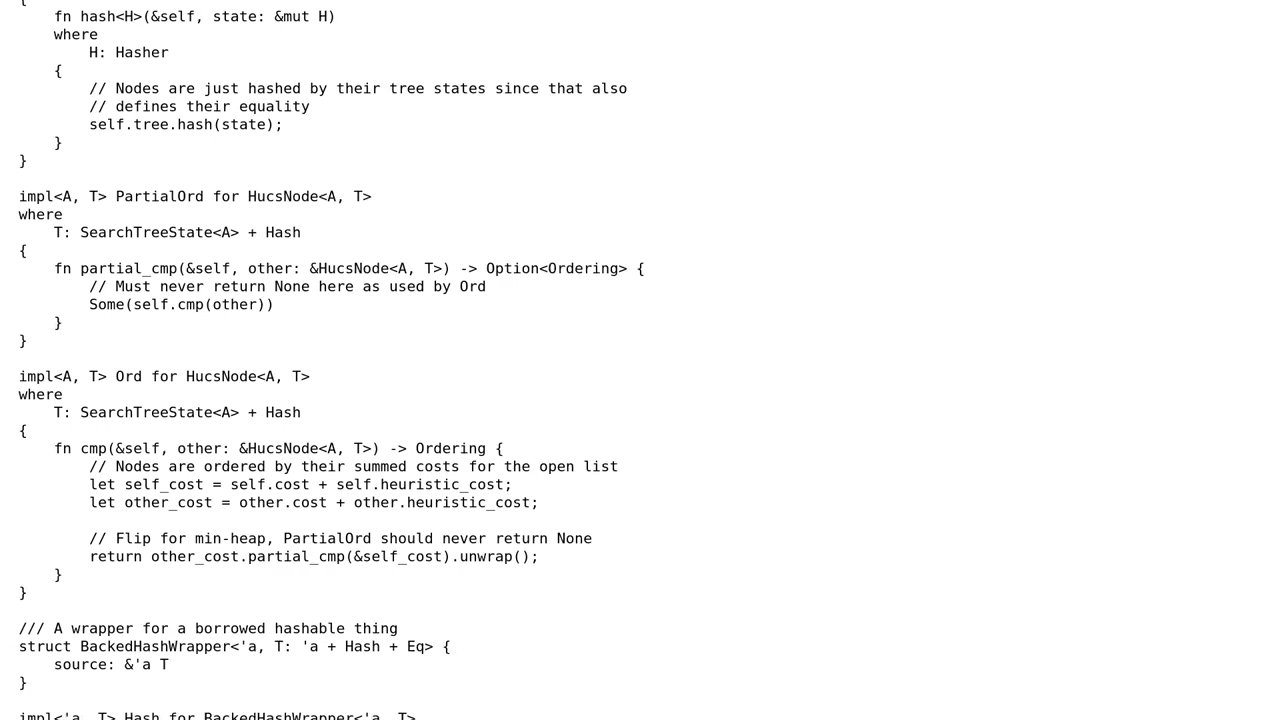 {
    fn hash<H>(&self, state: &mut H)
    where
        H: Hasher
    {
        // Nodes are just hashed by their tree states since that also
        // defines their equality
        self.tree.hash(state);
    }
}

impl<A, T> PartialOrd for HucsNode<A, T>
where
    T: SearchTreeState<A> + Hash
{
    fn partial_cmp(&self, other: &HucsNode<A, T>) -> Option<Ordering> {
        // Must never return None here as used by Ord
        Some(self.cmp(other))
    }
}

impl<A, T> Ord for HucsNode<A, T>
where
    T: SearchTreeState<A> + Hash
{
    fn cmp(&self, other: &HucsNode<A, T>) -> Ordering {
        // Nodes are ordered by their summed costs for the open list
        let self_cost = self.cost + self.heuristic_cost;
        let other_cost = other.cost + other.heuristic_cost;

        // Flip for min-heap, PartialOrd should never return None
        return other_cost.partial_cmp(&self_cost).unwrap();
    }
}

/// A wrapper for a borrowed hashable thing
struct BackedHashWrapper<'a, T: 'a + Hash + Eq> {
    source: &'a T
}

impl<'a, T> Hash for BackedHashWrapper<'a, T>